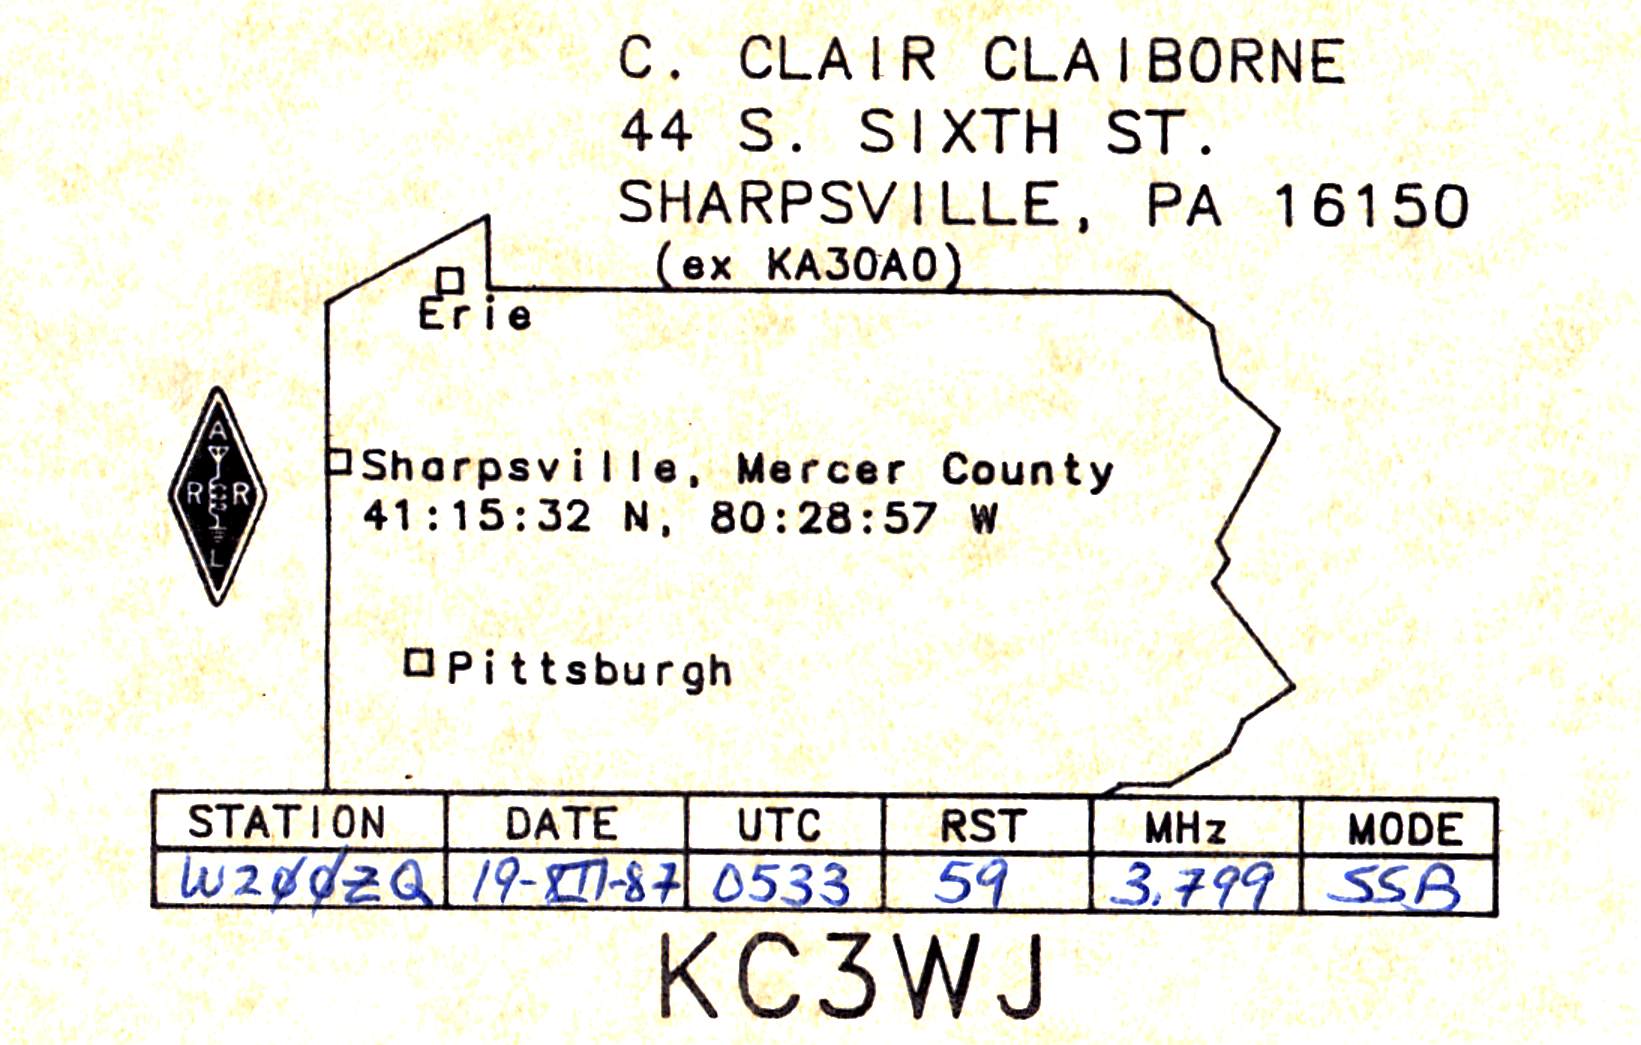 C. CLAIR CLAIBORNE
44 S. SIXTH ST.
SHARPSVILLE, PA 16150
(ex KA3OAO)
Erie
A
R R
L
Sharpsville, Mercer County
41:15:32 N, 80:28:57 W
Pittsburgh
STATION DATE UTC RST MHz MODE
W2ØØZQ 19-XII-87 0533 59 3.799 SSB
KC3WJ